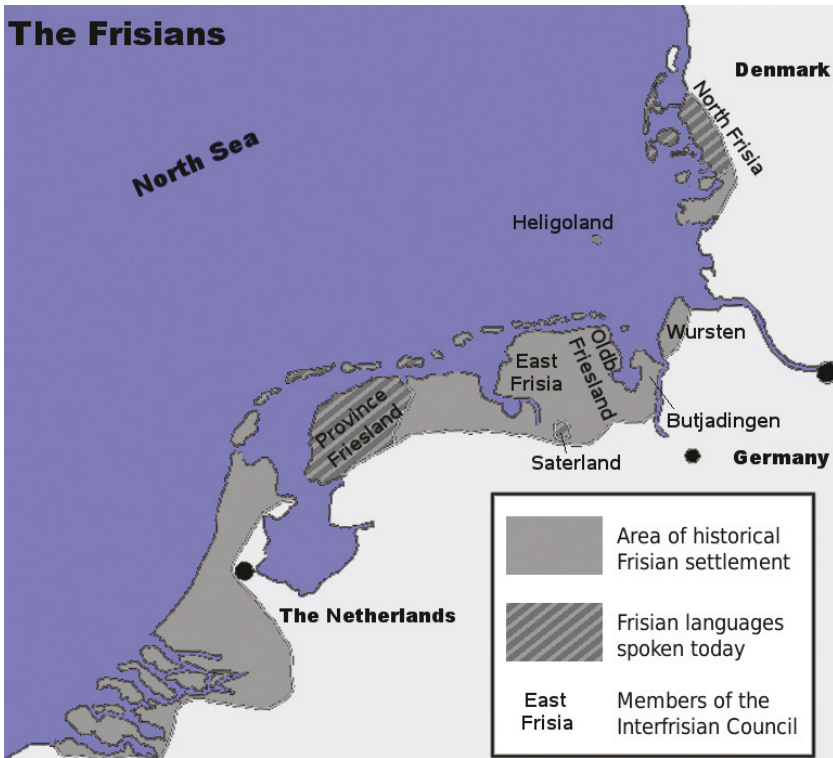 The Frisians
Denmark
North Sea
North Frisia
Heligoland
Wursten
East
Frisia
Oldb
Friesland
Province
Friesland
Butjadingen
Saterland
Germany
The Netherlands
Area of historical
Frisian settlement
Frisian languages
spoken today
East
Frisia
Members of the
Interfrisian Council